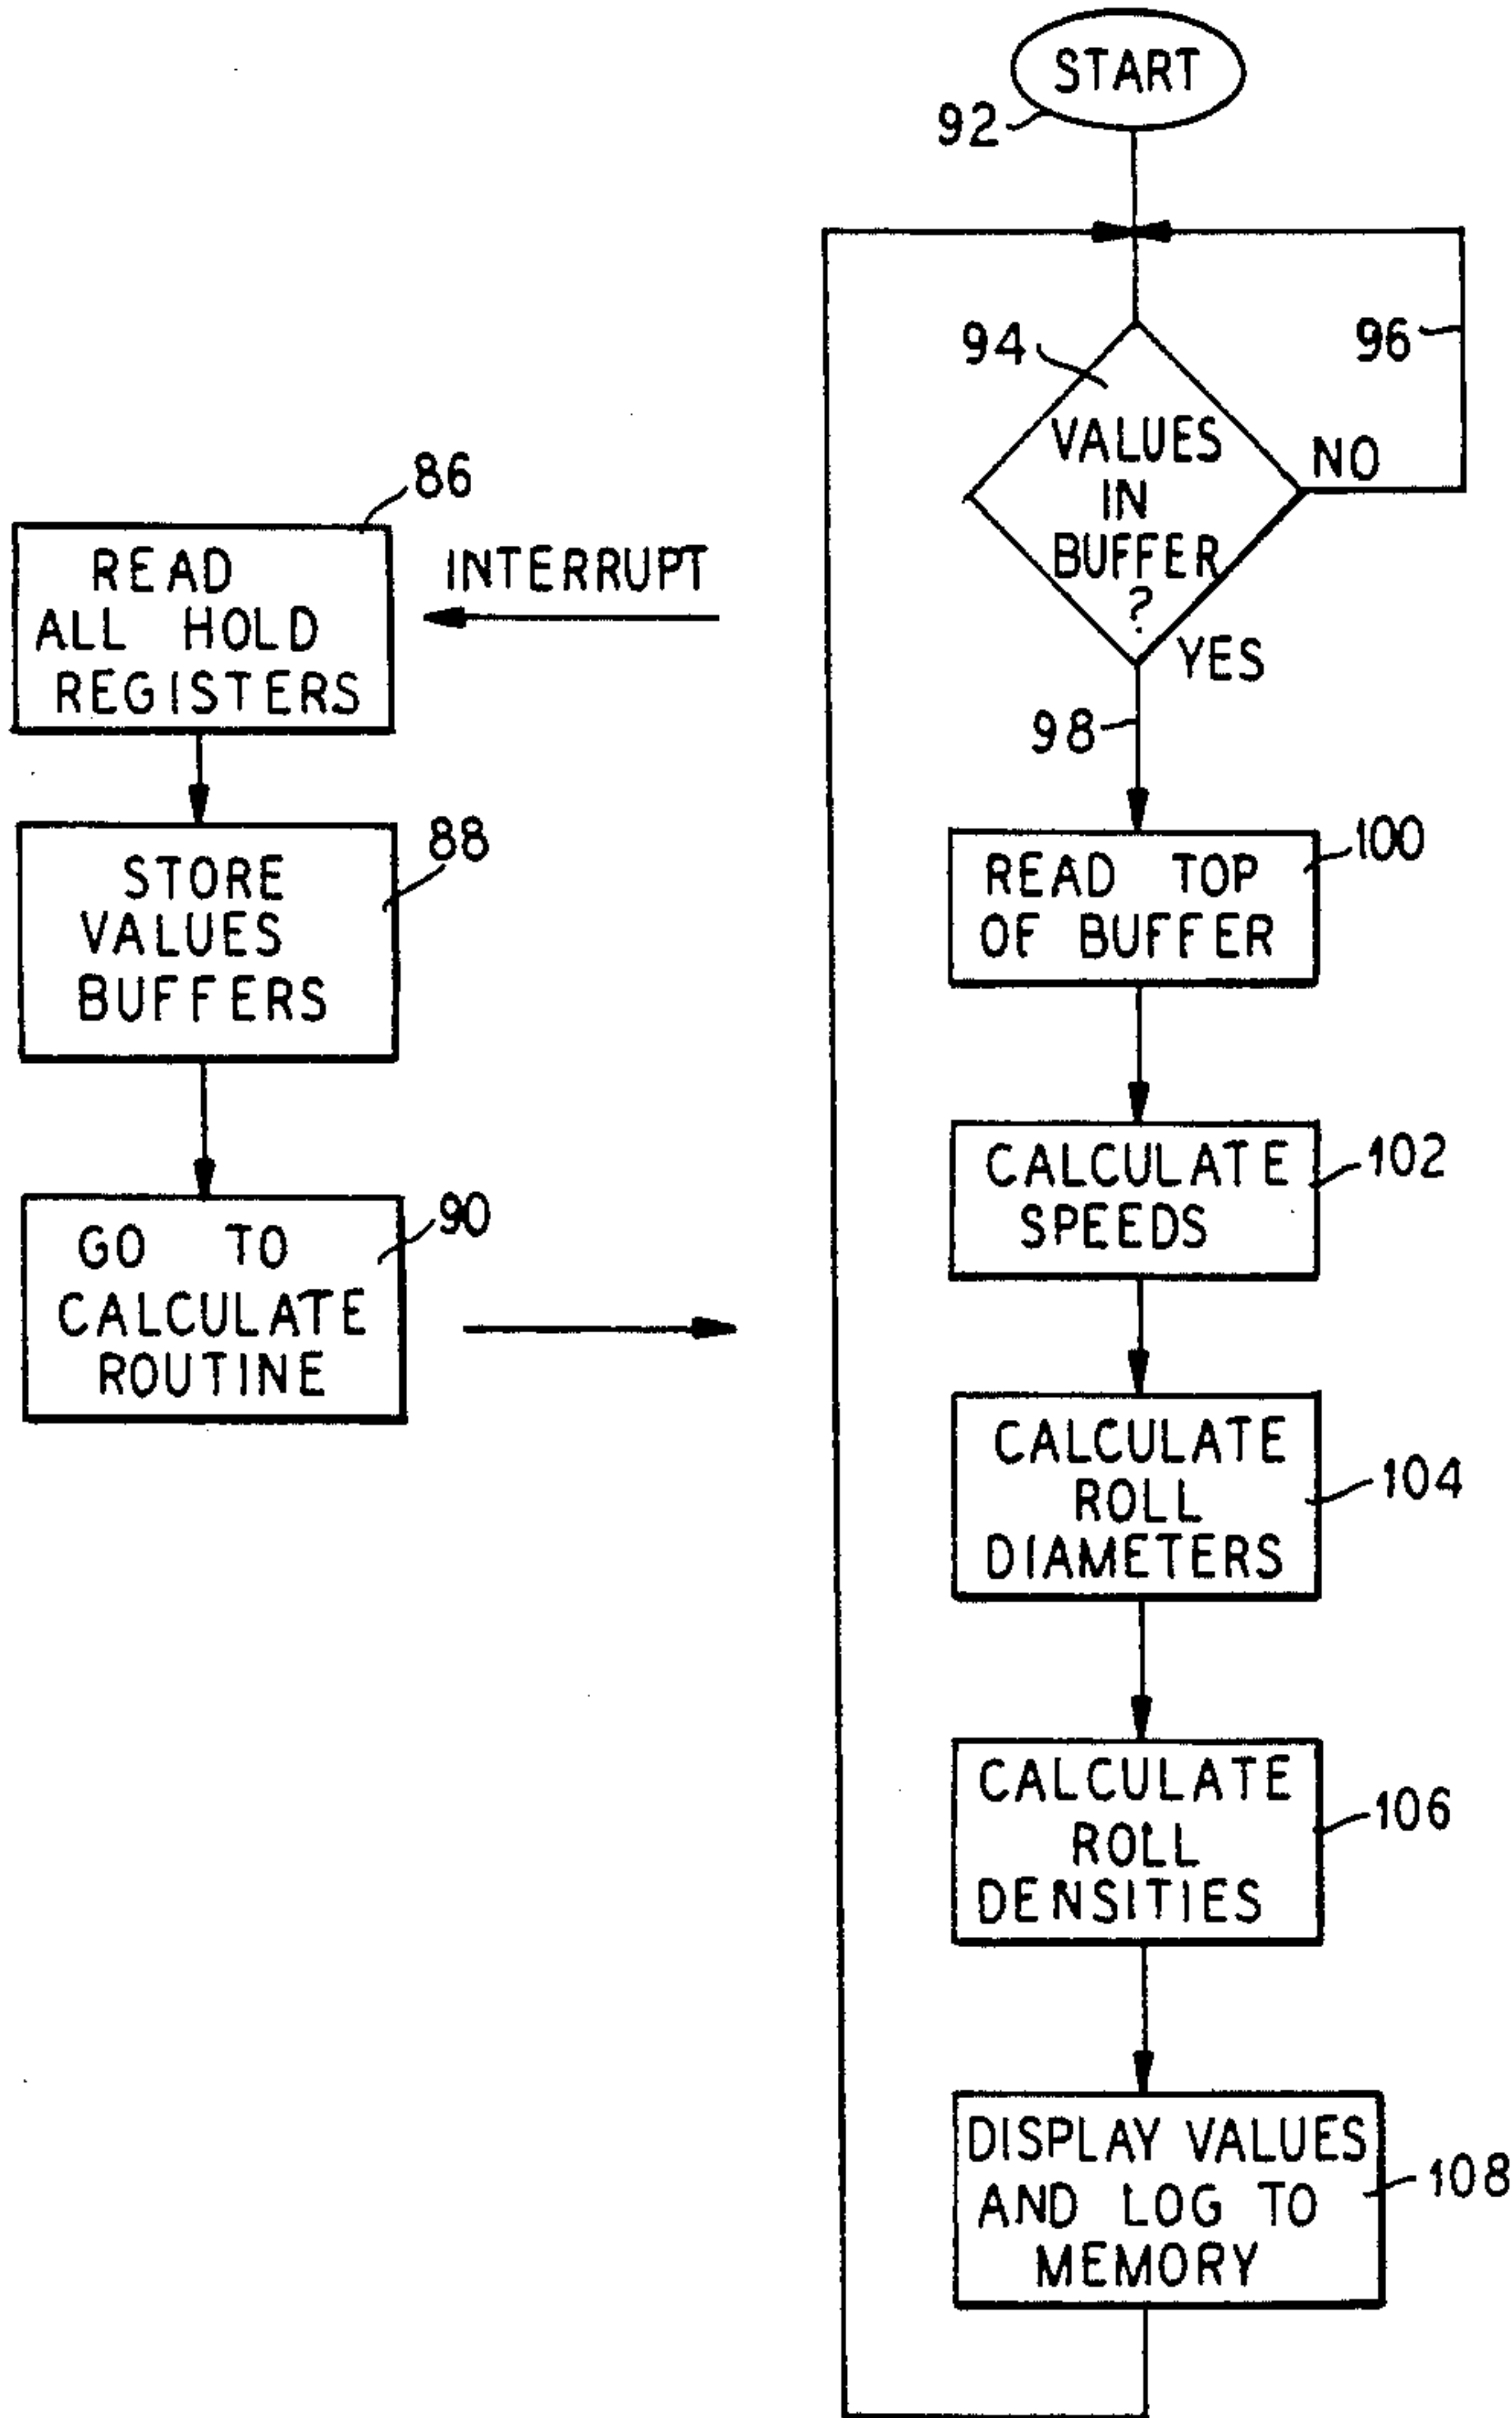 START
92
94
96
VALUES
IN
BUFFER
?
NO
YES
98
86
READ
ALL HOLD
REGISTERS
INTERRUPT
88
STORE
VALUES
BUFFERS
90
GO TO
CALCULATE
ROUTINE
100
READ TOP
OF BUFFER
102
CALCULATE
SPEEDS
104
CALCULATE
ROLL
DIAMETERS
106
CALCULATE
ROLL
DENSITIES
108
DISPLAY VALUES
AND LOG TO
MEMORY